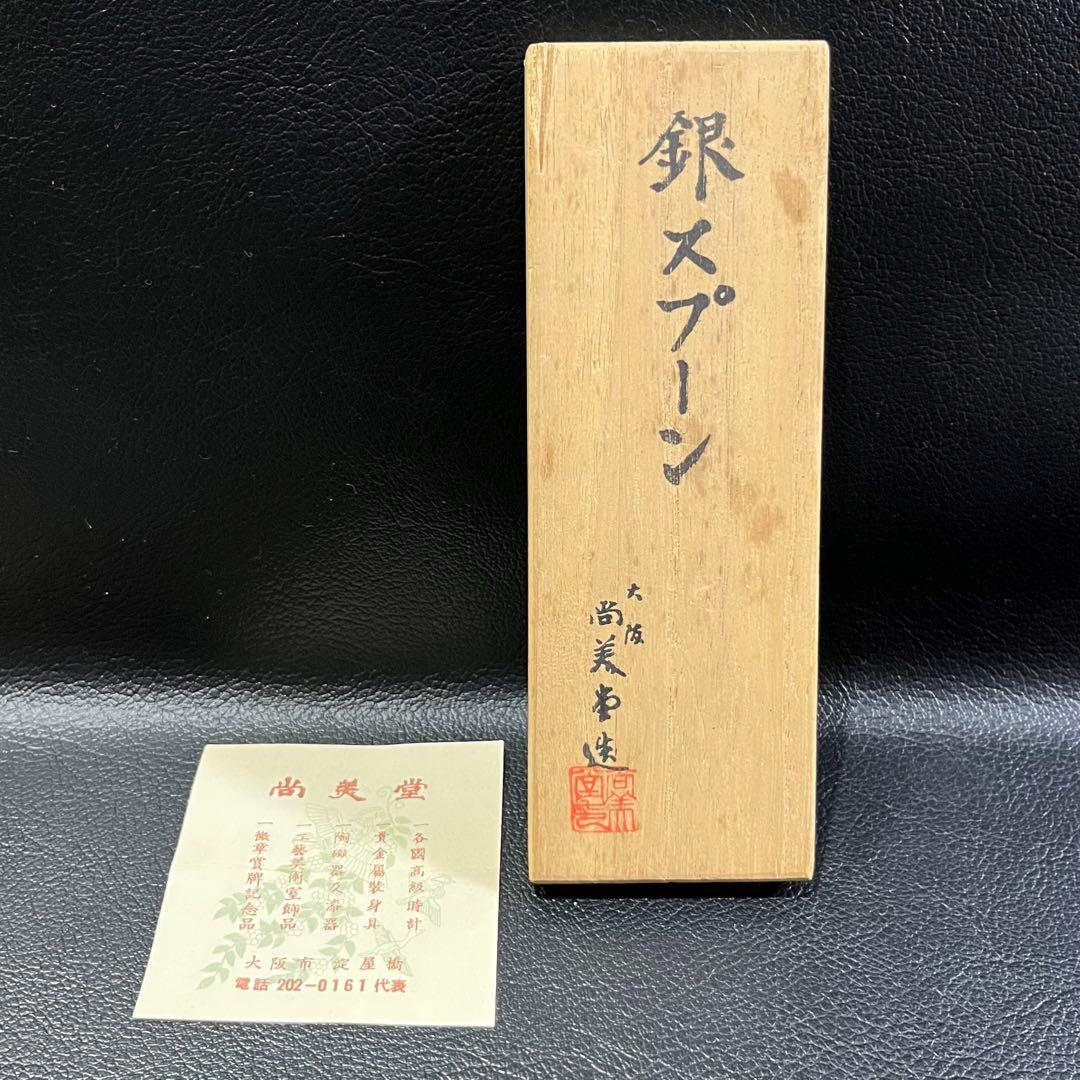 銀スプーン
大阪
尚美堂造
尚美堂
一各國高級時計
一貴金屬裝身具
一陶磁器及漆器
一工藝美術室飾品
一徽章賞牌記念品
大阪市 淀屋橋
電話 202-0161 代表